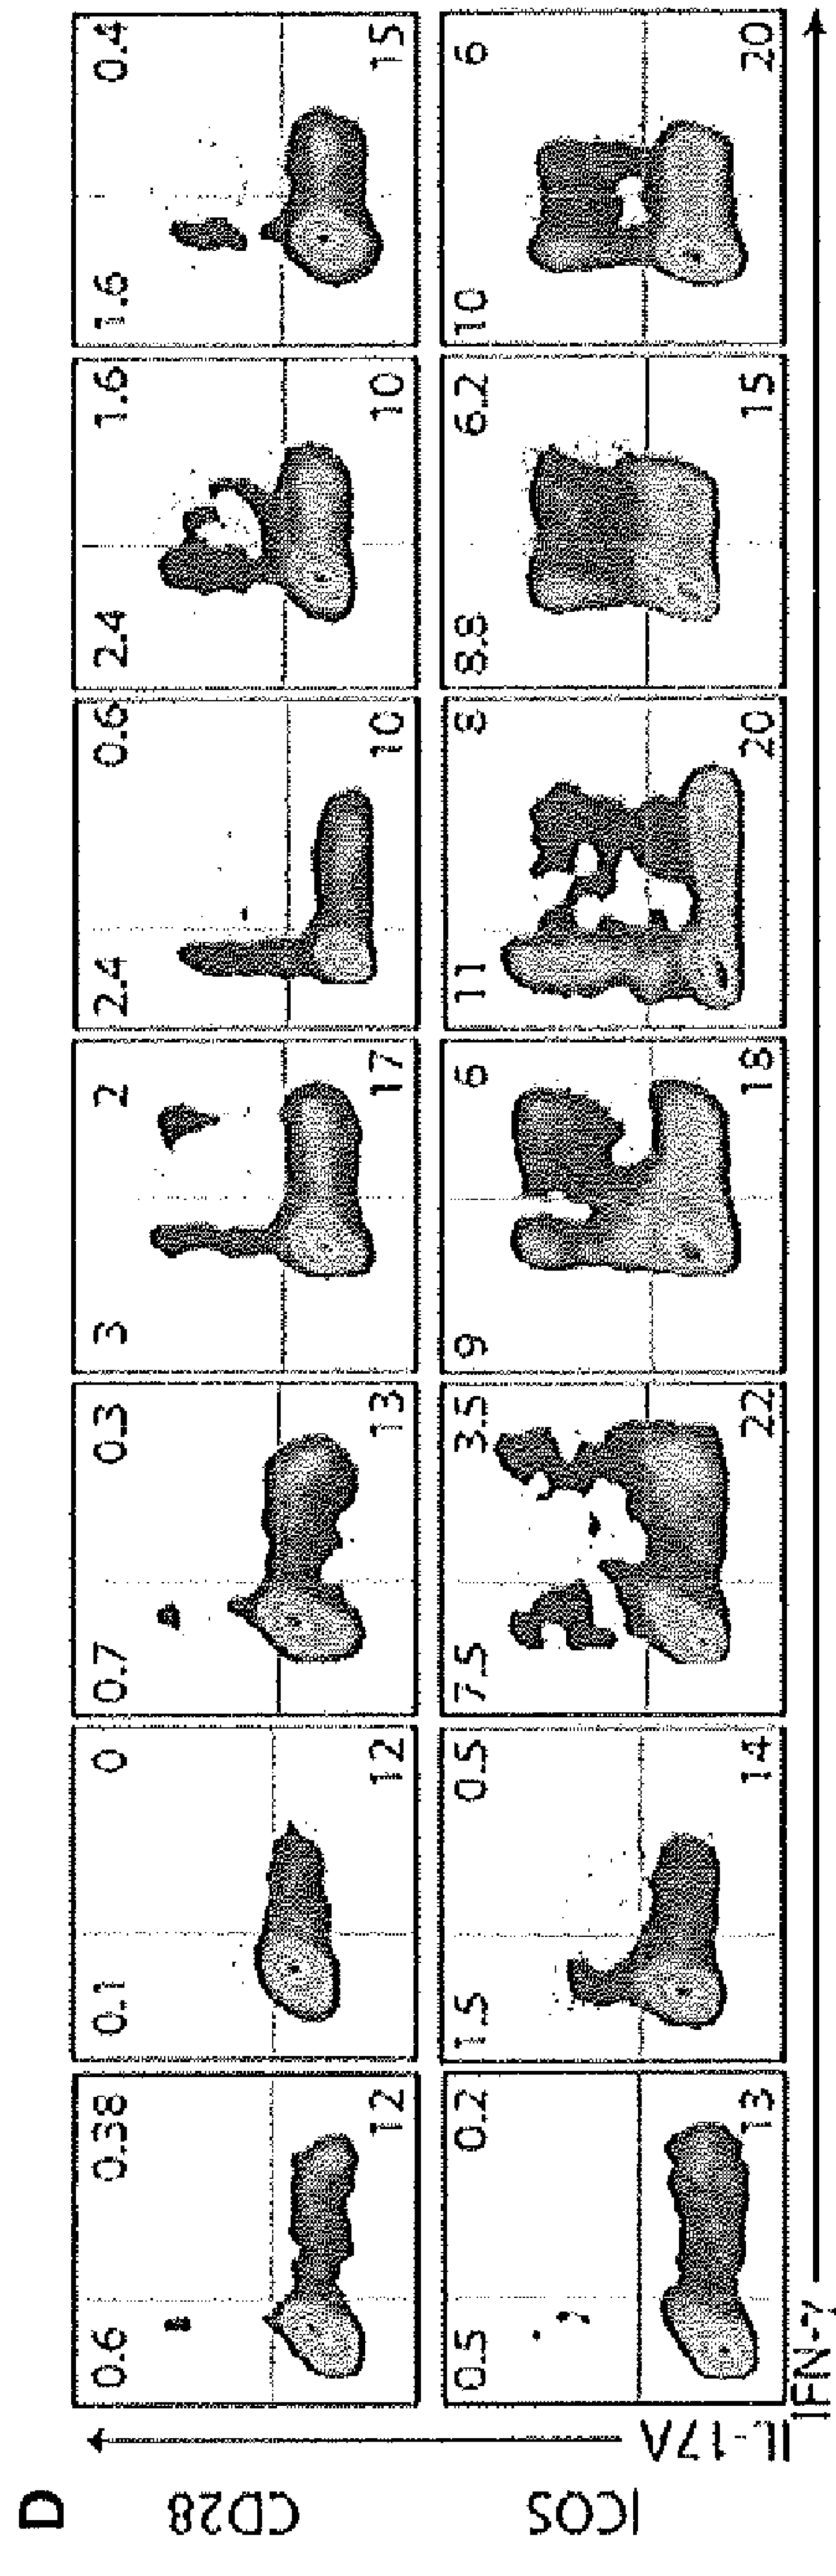 D
0.6 0.38 0.1 0 0.7 0.3 3 2 2.4 0.6 2.4 1.6 1.6 0.4
CD28
12 12 13 17 10 10 15
0.5 0.2 1.5 0.5 7.5 3.5 9 6 11 8 8.8 6.2 10 6
ICOS
IL-17A
13 14 22 18 20 15 20
IFN-γ